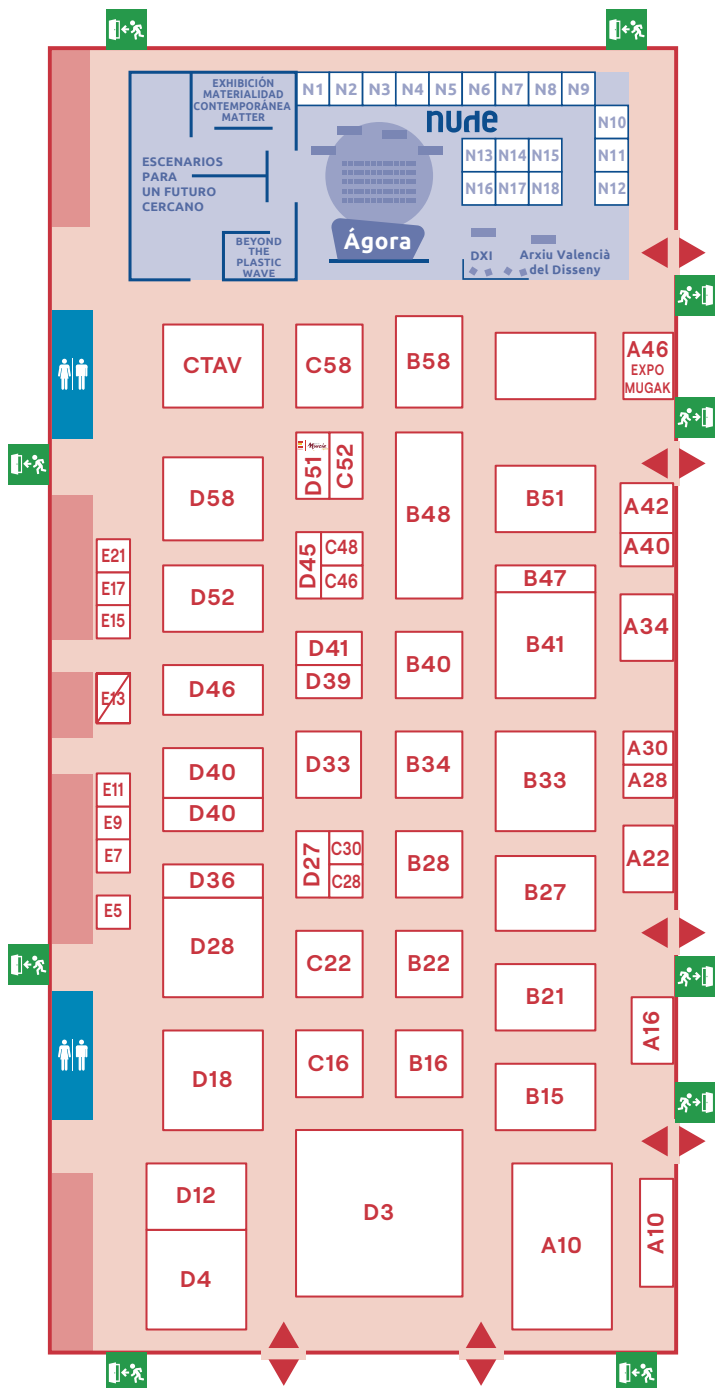 EXHIBICIÓN
MATERIALIDAD
CONTEMPORÁNEA
MATTER
N1 N2 N3 N4 N5 N6 N7 N8 N9
nude
N10
ESCENARIOS
PARA
UN FUTURO
CERCANO
N13 N14 N15 N11
N16 N17 N18 N12
BEYOND
THE
PLASTIC
WAVE
Ágora
DXI
Arxiu Valencià
del Disseny
CTAV C58 B58 A46
EXPO
MUGAK
Murcia
D51 C52
D58 B48 B51 A42
A40
E21
E17
E15
D52
D45 C48
C46
B47
B41
A34
D41
D39
B40
E13
D46
D40
D40
D33 B34 B33 A30
A28
E11
E9
E7
E5
D36
D28
D27 C30
C28
B28 B27 A22
C22 B22 B21 A16
D18 C16 B16 B15
D12
D4
D3
A10
A10